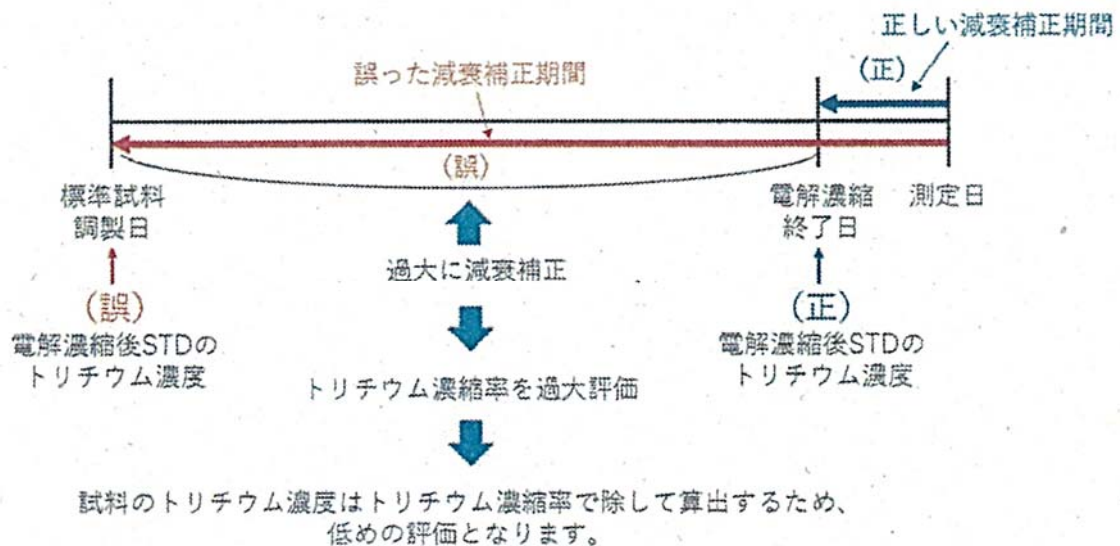 正しい減衰補正期間
誤った減衰補正期間
(正)
(誤)
標準試料
調製日
電解濃縮
終了日
測定日
過大に減衰補正
(誤)
電解濃縮後STDの
トリチウム濃度
(正)
電解濃縮後STDの
トリチウム濃度
トリチウム濃縮率を過大評価
試料のトリチウム濃度はトリチウム濃縮率で除して算出するため、
低めの評価となります。